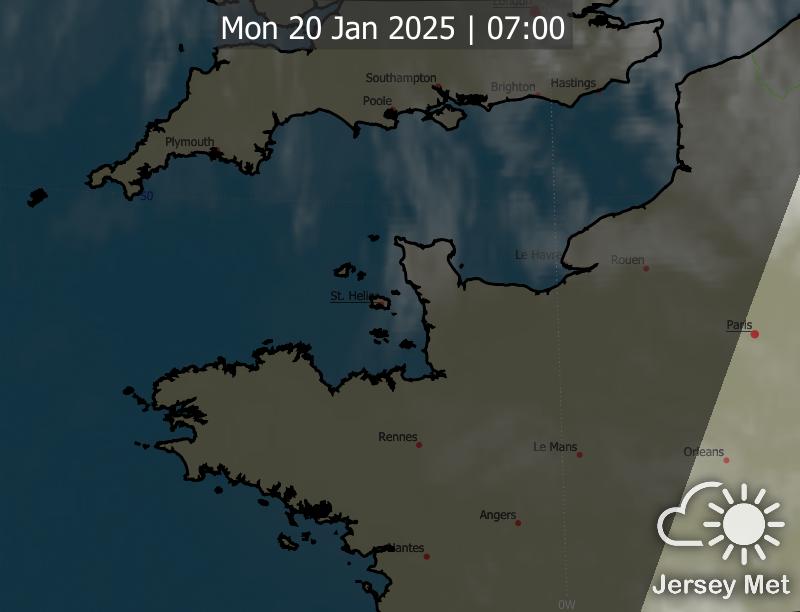 London
Mon 20 Jan 2025 | 07:00
Southampton
Brighton
Hastings
Poole
Plymouth
50
Le Havre
Rouen
St. Helier
Paris
Rennes
Le Mans
Orleans
Angers
Nantes
0W
Jersey Met